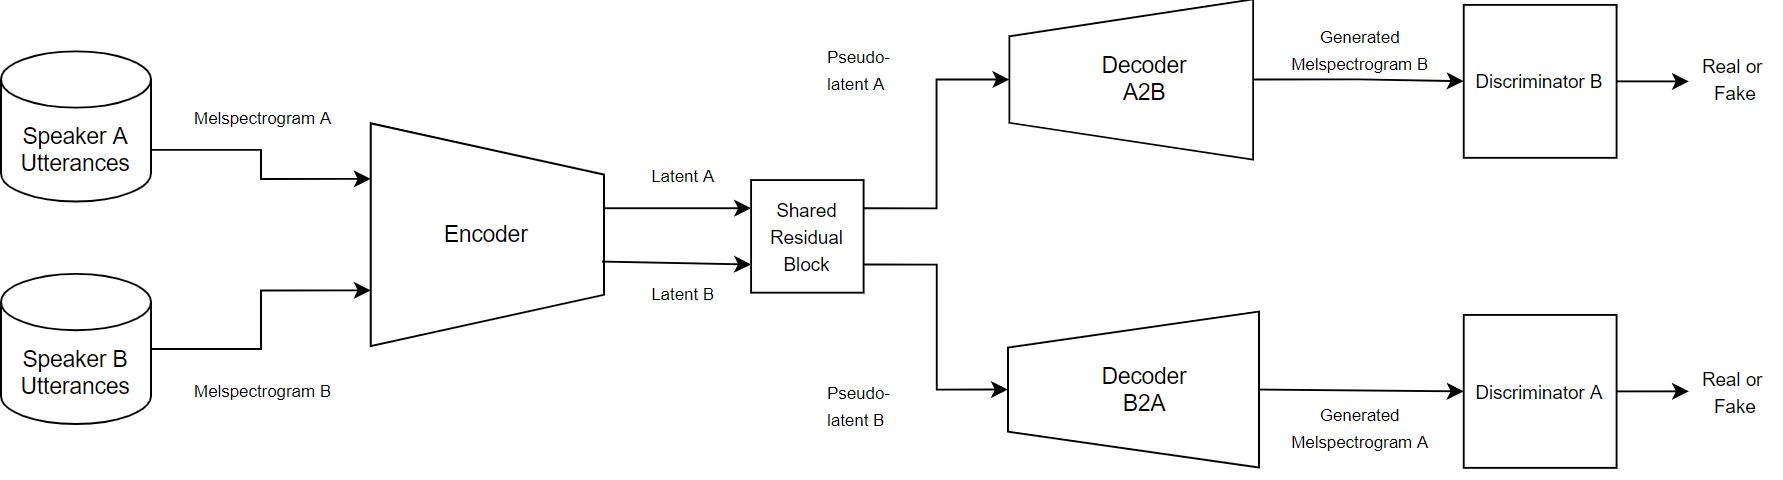 Speaker A
Utterances
Melspectrogram A
Speaker B
Utterances
Melspectrogram B
Encoder
Latent A
Latent B
Shared
Residual
Block
Pseudo-
latent A
Decoder
A2B
Generated
Melspectrogram B
Discriminator B
Real or
Fake
Pseudo-
latent B
Decoder
B2A
Generated
Melspectrogram A
Discriminator A
Real or
Fake